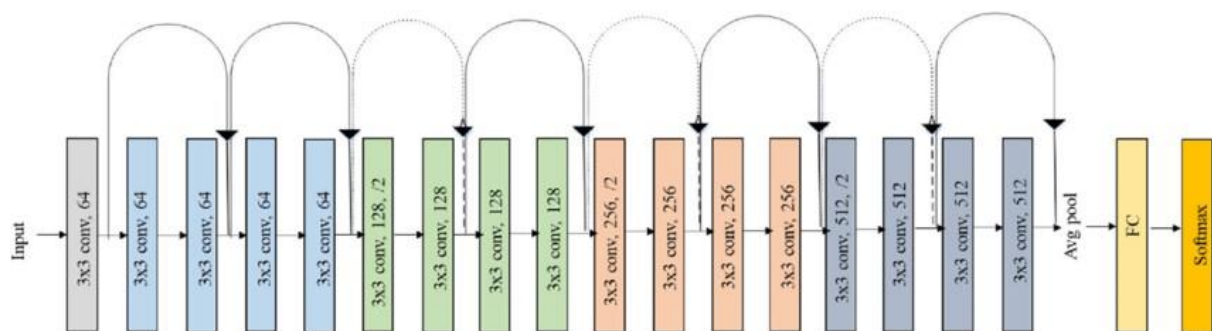 Input
3x3 conv, 64
3x3 conv, 64
3x3 conv, 64
3x3 conv, 64
3x3 conv, 64
3x3 conv, 128, /2
3x3 conv, 128
3x3 conv, 128
3x3 conv, 128
3x3 conv, 256, /2
3x3 conv, 256
3x3 conv, 256
3x3 conv, 256
3x3 conv, 512, /2
3x3 conv, 512
3x3 conv, 512
3x3 conv, 512
Avg pool
FC
Softmax